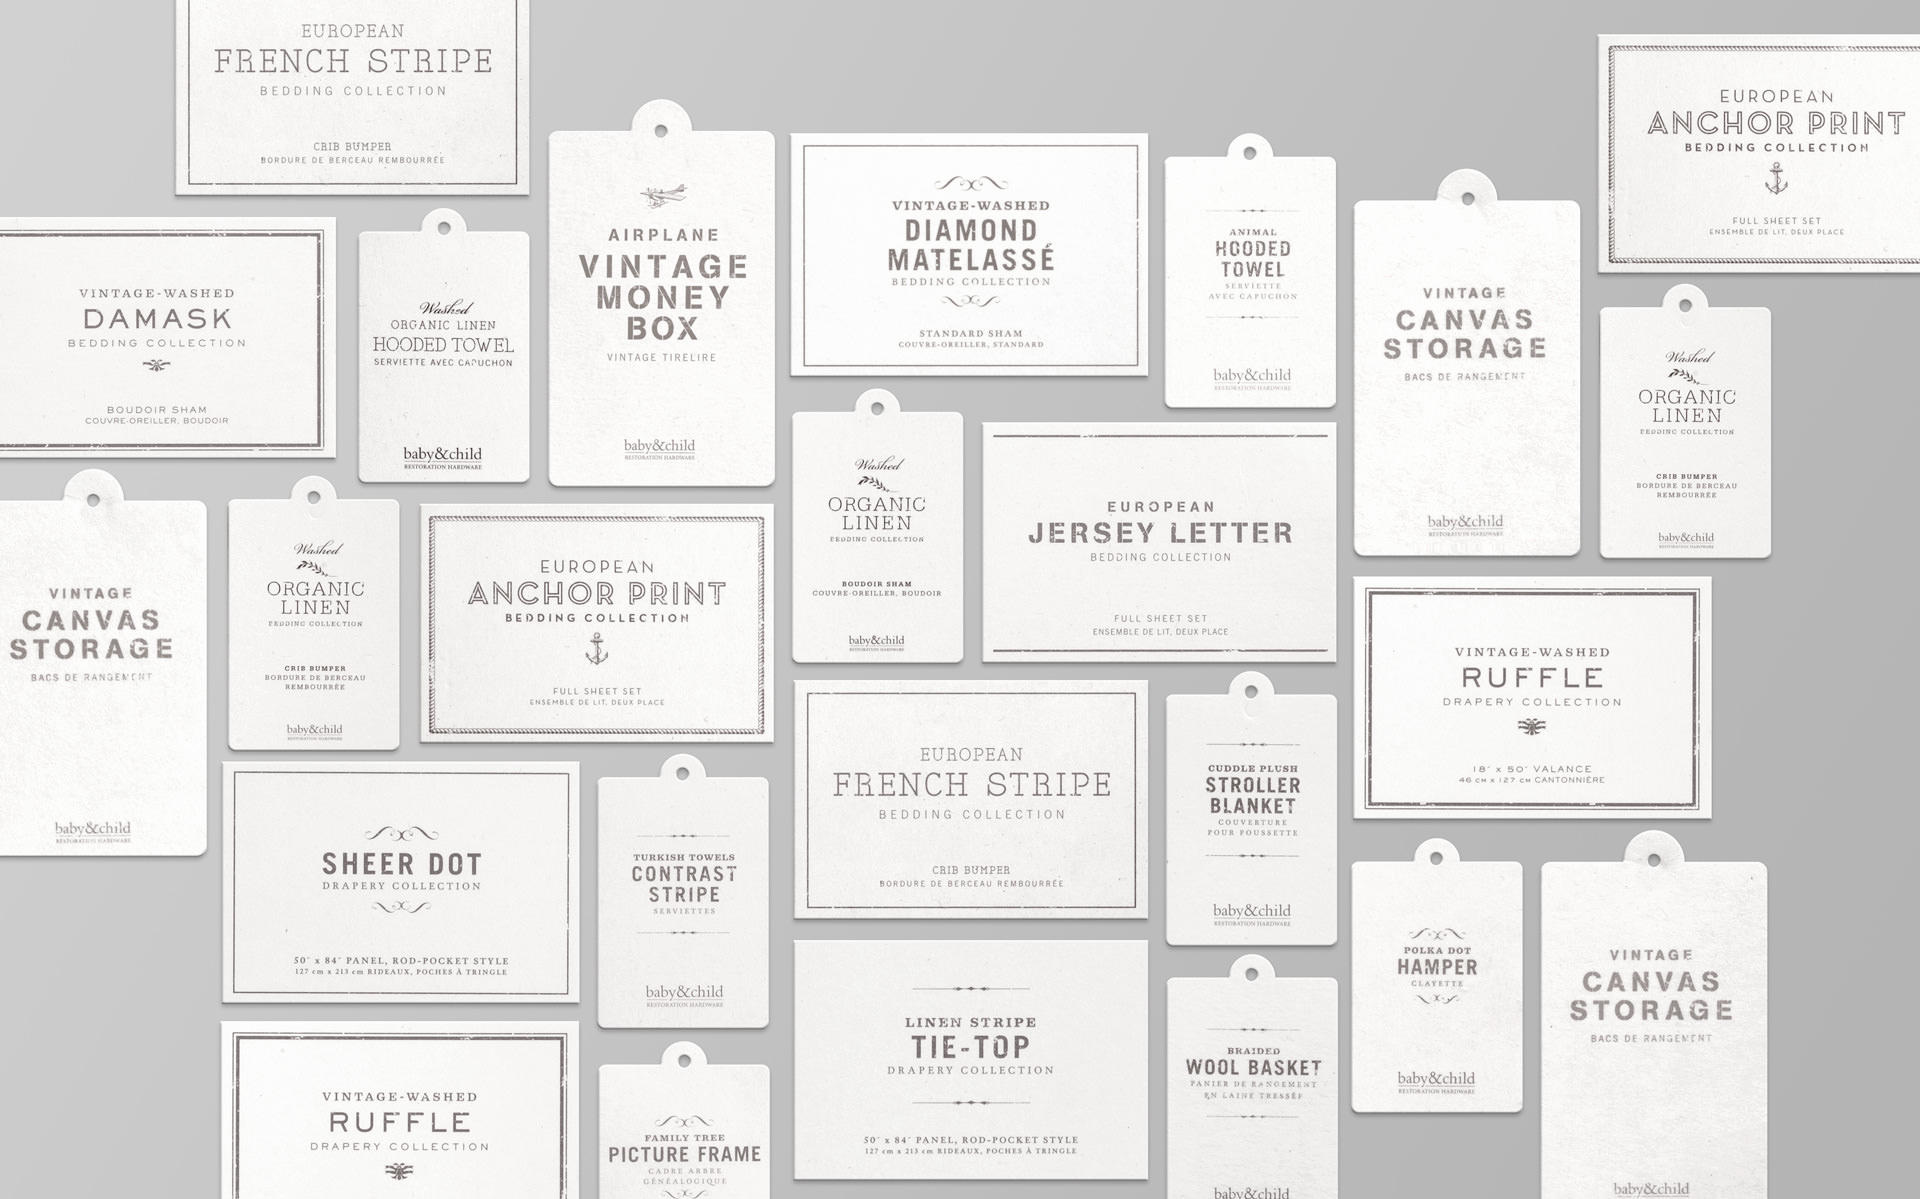 EUROPEAN
FRENCH STRIPE
BEDDING COLLECTION
CRIB BUMPER
BORDURE DE BERCEAU REMBOURRÉE
EUROPEAN
ANCHOR PRINT
BEDDING COLLECTION
FULL SHEET SET
ENSEMBLE DE LIT, DEUX PLACE
AIRPLANE
VINTAGE
MONEY
BOX
VINTAGE TIRELIRE
baby&child
RESTORATION HARDWARE
VINTAGE-WASHED
DIAMOND
MATELASSÉ
BEDDING COLLECTION
STANDARD SHAM
COUVRE-OREILLER, STANDARD
ANIMAL
HOODED
TOWEL
SERVIETTE
AVEC CAPUCHON
baby&child
RESTORATION HARDWARE
VINTAGE
CANVAS
STORAGE
BACS DE RANGEMENT
baby&child
RESTORATION HARDWARE
VINTAGE-WASHED
DAMASK
BEDDING COLLECTION
BOUDOIR SHAM
COUVRE-OREILLER, BOUDOIR
Washed
ORGANIC LINEN
HOODED TOWEL
SERVIETTE AVEC CAPUCHON
baby&child
RESTORATION HARDWARE
Washed
ORGANIC
LINEN
BEDDING COLLECTION
CRIB BUMPER
BORDURE DE BERCEAU
REMBOURRÉE
baby&child
RESTORATION HARDWARE
Washed
ORGANIC
LINEN
BEDDING COLLECTION
BOUDOIR SHAM
COUVRE-OREILLER, BOUDOIR
baby&child
RESTORATION HARDWARE
EUROPEAN
JERSEY LETTER
BEDDING COLLECTION
FULL SHEET SET
ENSEMBLE DE LIT, DEUX PLACE
VINTAGE
CANVAS
STORAGE
BACS DE RANGEMENT
baby&child
RESTORATION HARDWARE
Washed
ORGANIC
LINEN
BEDDING COLLECTION
CRIB BUMPER
BORDURE DE BERCEAU
REMBOURRÉE
baby&child
RESTORATION HARDWARE
EUROPEAN
ANCHOR PRINT
BEDDING COLLECTION
FULL SHEET SET
ENSEMBLE DE LIT, DEUX PLACE
VINTAGE-WASHED
RUFFLE
DRAPERY COLLECTION
18" x 50" VALANCE
46 CM x 127 CM CANTONNIÈRE
EUROPEAN
FRENCH STRIPE
BEDDING COLLECTION
CRIB BUMPER
BORDURE DE BERCEAU REMBOURRÉE
CUDDLE PLUSH
STROLLER
BLANKET
COUVERTURE
POUR POUSSETTE
baby&child
RESTORATION HARDWARE
SHEER DOT
DRAPERY COLLECTION
50" x 84" PANEL, ROD-POCKET STYLE
127 cm x 213 cm RIDEAUX, POCHES À TRINGLE
TURKISH TOWELS
CONTRAST
STRIPE
SERVIETTES
baby&child
RESTORATION HARDWARE
POLKA DOT
HAMPER
CLAYETTE
baby&child
RESTORATION HARDWARE
VINTAGE
CANVAS
STORAGE
BACS DE RANGEMENT
baby&child
LINEN STRIPE
TIE-TOP
DRAPERY COLLECTION
50" x 84" PANEL, ROD-POCKET STYLE
127 cm x 213 cm RIDEAUX, POCHES À TRINGLE
BRAIDED
WOOL BASKET
PANIER DE RANGEMENT
EN LAINE TRESSÉE
baby&child
VINTAGE-WASHED
RUFFLE
DRAPERY COLLECTION
FAMILY TREE
PICTURE FRAME
CADRE ARBRE
GÉNÉALOGIQUE